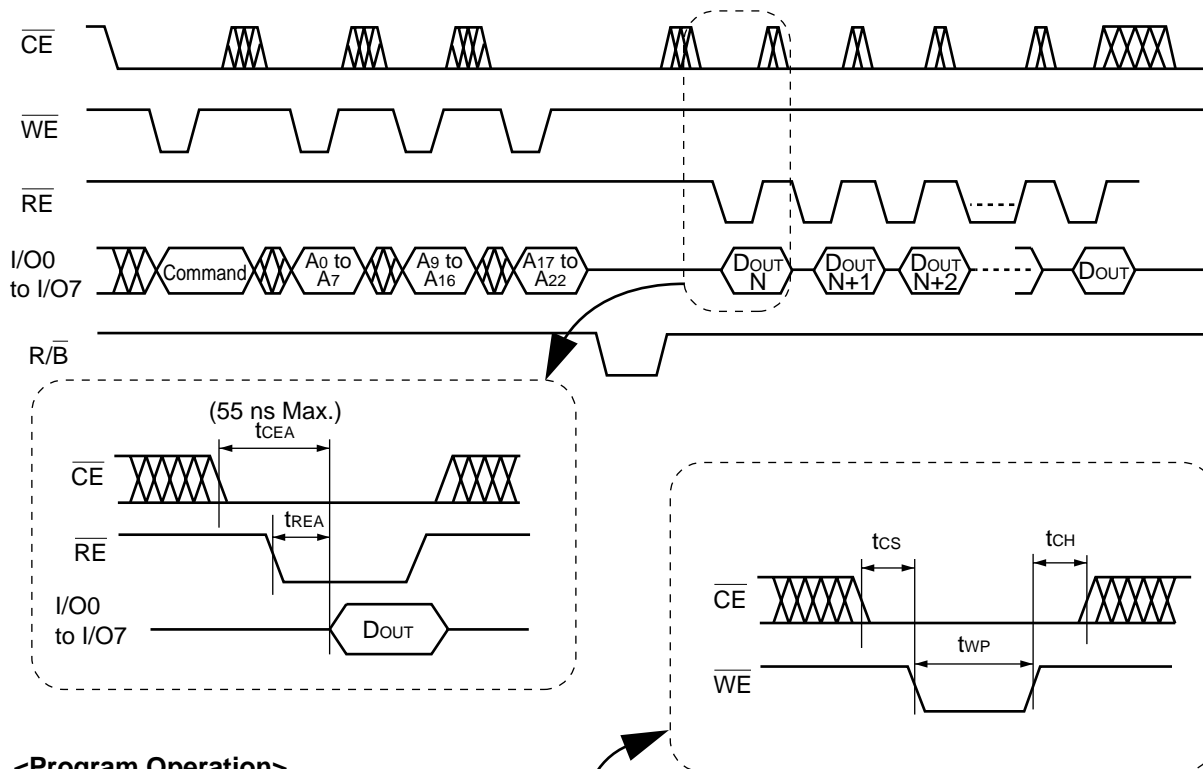 CE
WE
RE
I/O0
to I/O7
Command
A0 to
A7
A9 to
A16
A17 to
A22
DOUT
N
DOUT
N+1
DOUT
N+2
DOUT
R/B
(55 ns Max.)
tCEA
CE
tREA
RE
I/O0
to I/O7
DOUT
tCS
tCH
CE
tWP
WE
<Program Operation>